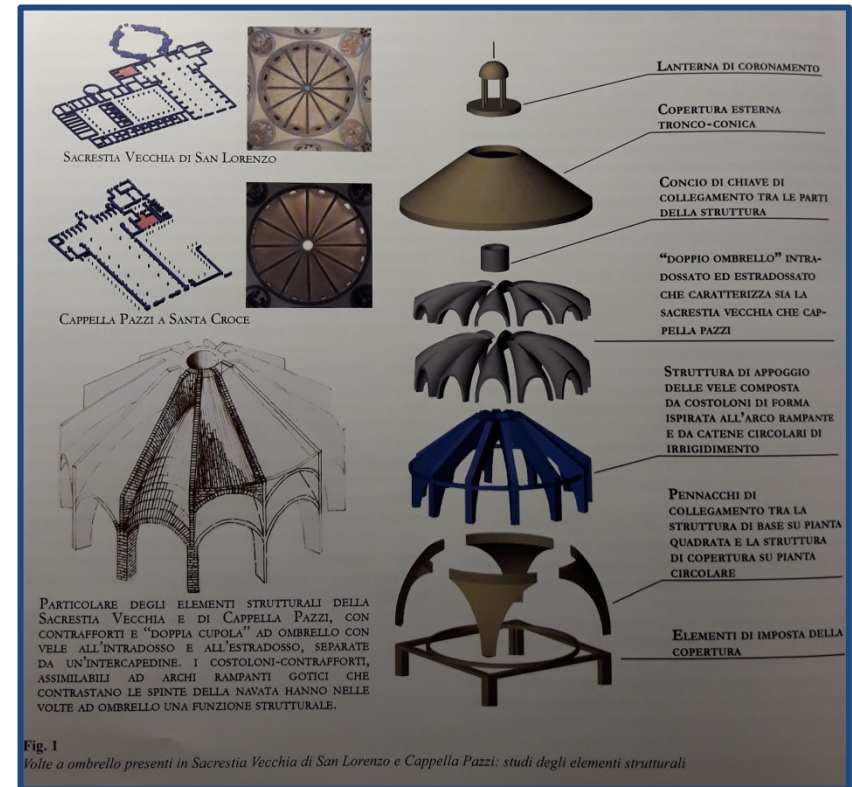 SACRESTIA VECCHIA DI SAN LORENZO
CAPPELLA PAZZI A SANTA CROCE
PARTICOLARE DEGLI ELEMENTI STRUTTURALI DELLA
SACRESTIA VECCHIA E DI CAPPELLA PAZZI, CON
CONTRAFFORTI E “DOPPIA CUPOLA” AD OMBRELLO CON
VELE ALL'INTRADOSSO E ALL'ESTRADOSSO, SEPARATE
DA UN'INTERCAPEDINE. I COSTOLONI-CONTRAFFORTI,
ASSIMILABILI AD ARCHI RAMPANTI GOTICI CHE
CONTRASTANO LE SPINTE DELLA NAVATA HANNO NELLE
VOLTE AD OMBRELLO UNA FUNZIONE STRUTTURALE.
LANTERNA DI CORONAMENTO
COPERTURA ESTERNA
TRONCO-CONICA
CONCIO DI CHIAVE DI
COLLEGAMENTO TRA LE PARTI
DELLA STRUTTURA
“DOPPIO OMBRELLO” INTRA-
DOSSATO ED ESTRADOSSATO
CHE CARATTERIZZA SIA LA
SACRESTIA VECCHIA CHE CAP-
PELLA PAZZI
STRUTTURA DI APPOGGIO
DELLE VELE COMPOSTA
DA COSTOLONI DI FORMA
ISPIRATA ALL'ARCO RAMPANTE
E DA CATENE CIRCOLARI DI
IRRIGIDIMENTO
PENNACCHI DI
COLLEGAMENTO TRA LA
STRUTTURA DI BASE SU PIANTA
QUADRATA E LA STRUTTURA
DI COPERTURA SU PIANTA
CIRCOLARE
ELEMENTI DI IMPOSTA DELLA
COPERTURA
Fig. 1
Volte a ombrello presenti in Sacrestia Vecchia di San Lorenzo e Cappella Pazzi: studi degli elementi strutturali